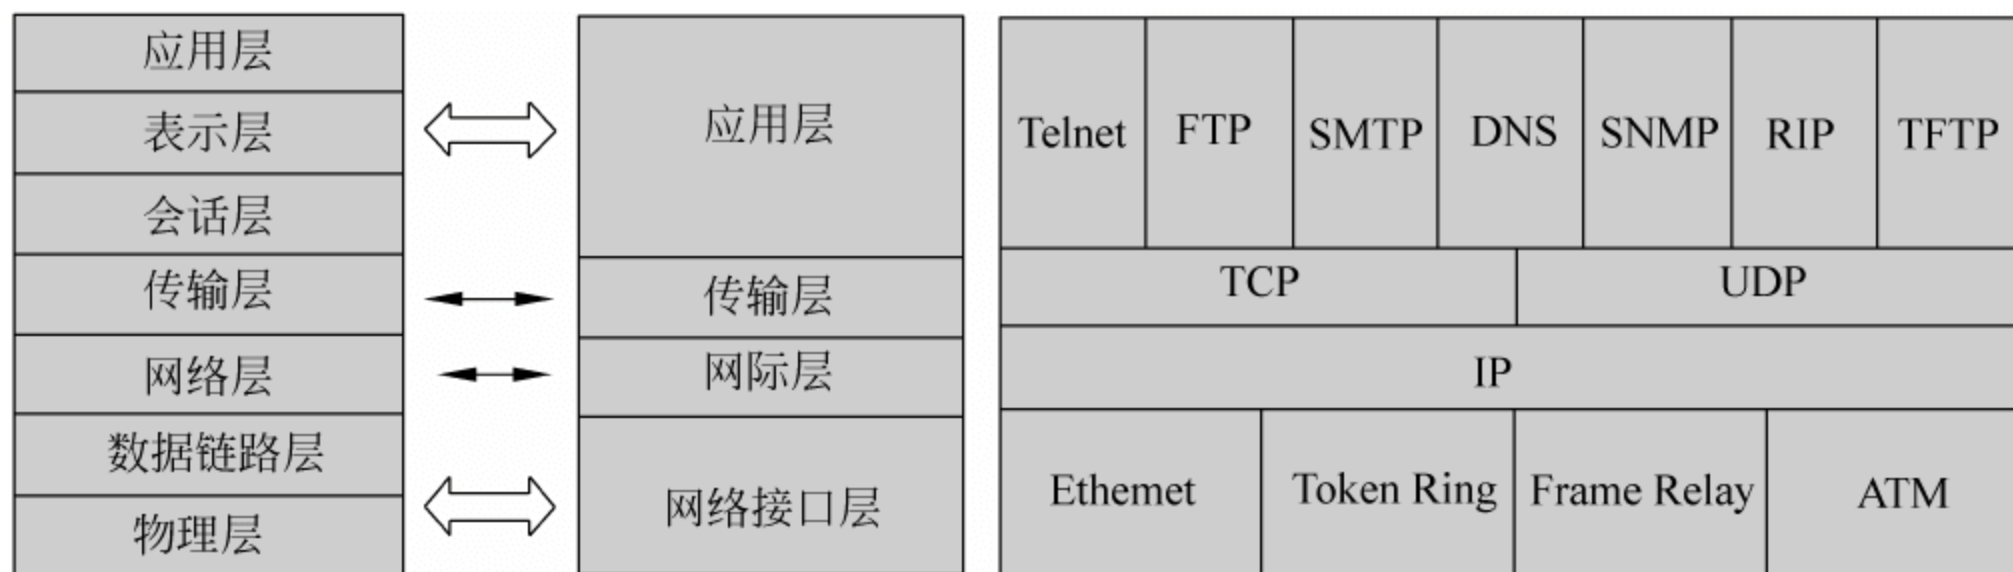 应用层
表示层
会话层
传输层
网络层
数据链路层
物理层
应用层
传输层
网际层
网络接口层
Telnet FTP SMTP DNS SNMP RIP TFTP
TCP UDP
IP
Ethemet Token Ring Frame Relay ATM